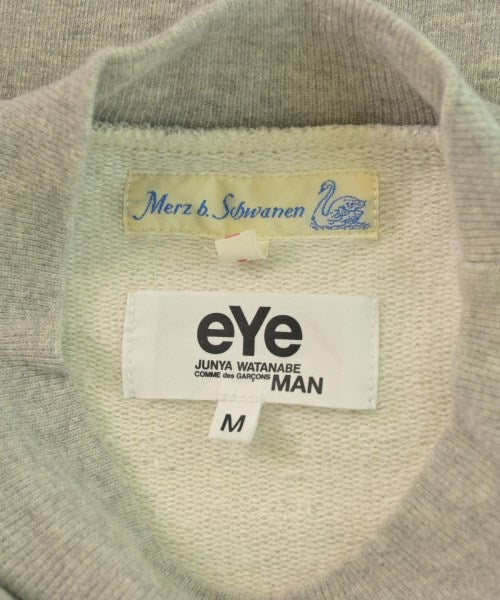 Merz b. Schwanen
eYe
JUNYA WATANABE
COMME des GARÇONS MAN
M